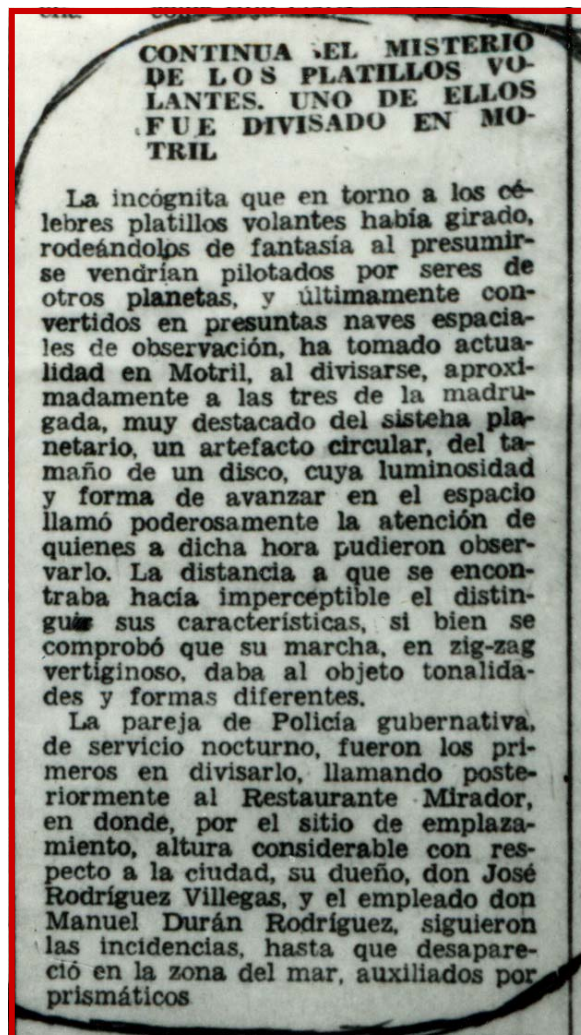 CONTINUA EL MISTERIO
DE LOS PLATILLOS VO-
LANTES. UNO DE ELLOS
FUE DIVISADO EN MO-
TRIL
La incógnita que en torno a los cé-
lebres platillos volantes había girado,
rodeándolos de fantasía al presumir-
se vendrían pilotados por seres de
otros planetas, y últimamente con-
vertidos en presuntas naves espacia-
les de observación, ha tomado actua-
lidad en Motril, al divisarse, aproxi-
madamente a las tres de la madru-
gada, muy destacado del sisteha pla-
netario, un artefacto circular, del ta-
maño de un disco, cuya luminosidad
y forma de avanzar en el espacio
llamó poderosamente la atención de
quienes a dicha hora pudieron obser-
varlo. La distancia a que se encon-
traba hacía imperceptible el distin-
guir sus características, si bien se
comprobó que su marcha, en zig-zag
vertiginoso, daba al objeto tonalida-
des y formas diferentes.
La pareja de Policía gubernativa,
de servicio nocturno, fueron los pri-
meros en divisarlo, llamando poste-
riormente al Restaurante Mirador,
en donde, por el sitio de emplaza-
miento, altura considerable con res-
pecto a la ciudad, su dueño, don José
Rodríguez Villegas, y el empleado don
Manuel Durán Rodríguez, siguieron
las incidencias, hasta que desapare-
ció en la zona del mar, auxiliados por
prismáticos